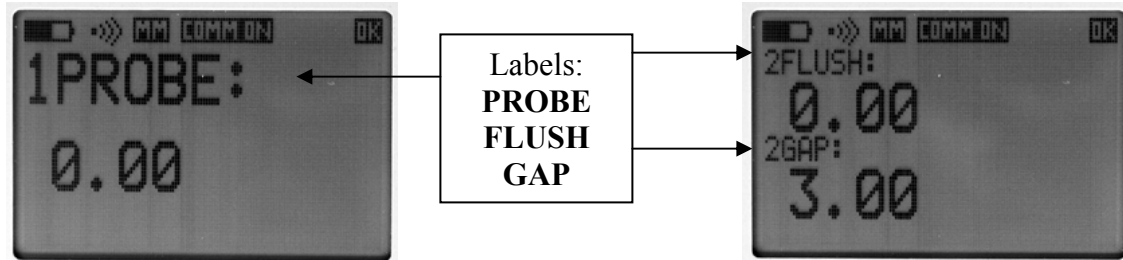 MM COMM ON OK
1PROBE:
0.00
Labels:
PROBE
FLUSH
GAP
MM COMM ON OK
2FLUSH:
0.00
2GAP:
3.00